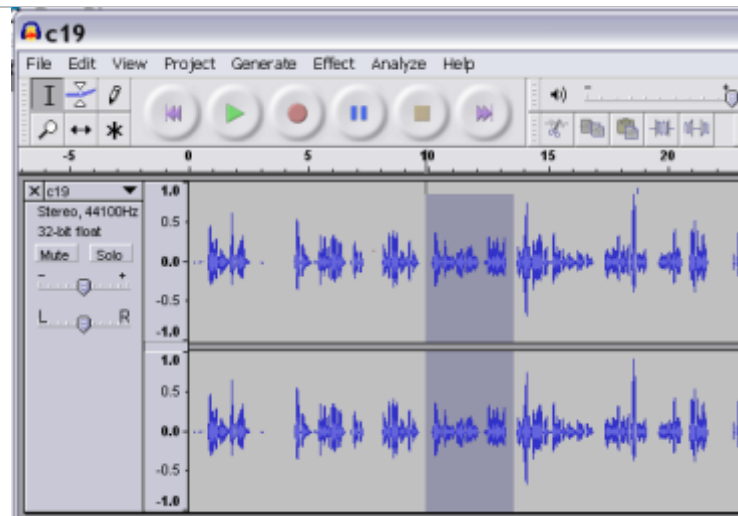 c19
File Edit View Project Generate Effect Analyze Help
- +
-5 0 5 10 15 20
X c19
Stereo, 44100Hz
32-bit float
Mute Solo
- +
L R
1.0
0.5
0.0
-0.5
-1.0
1.0
0.5
0.0
-0.5
-1.0